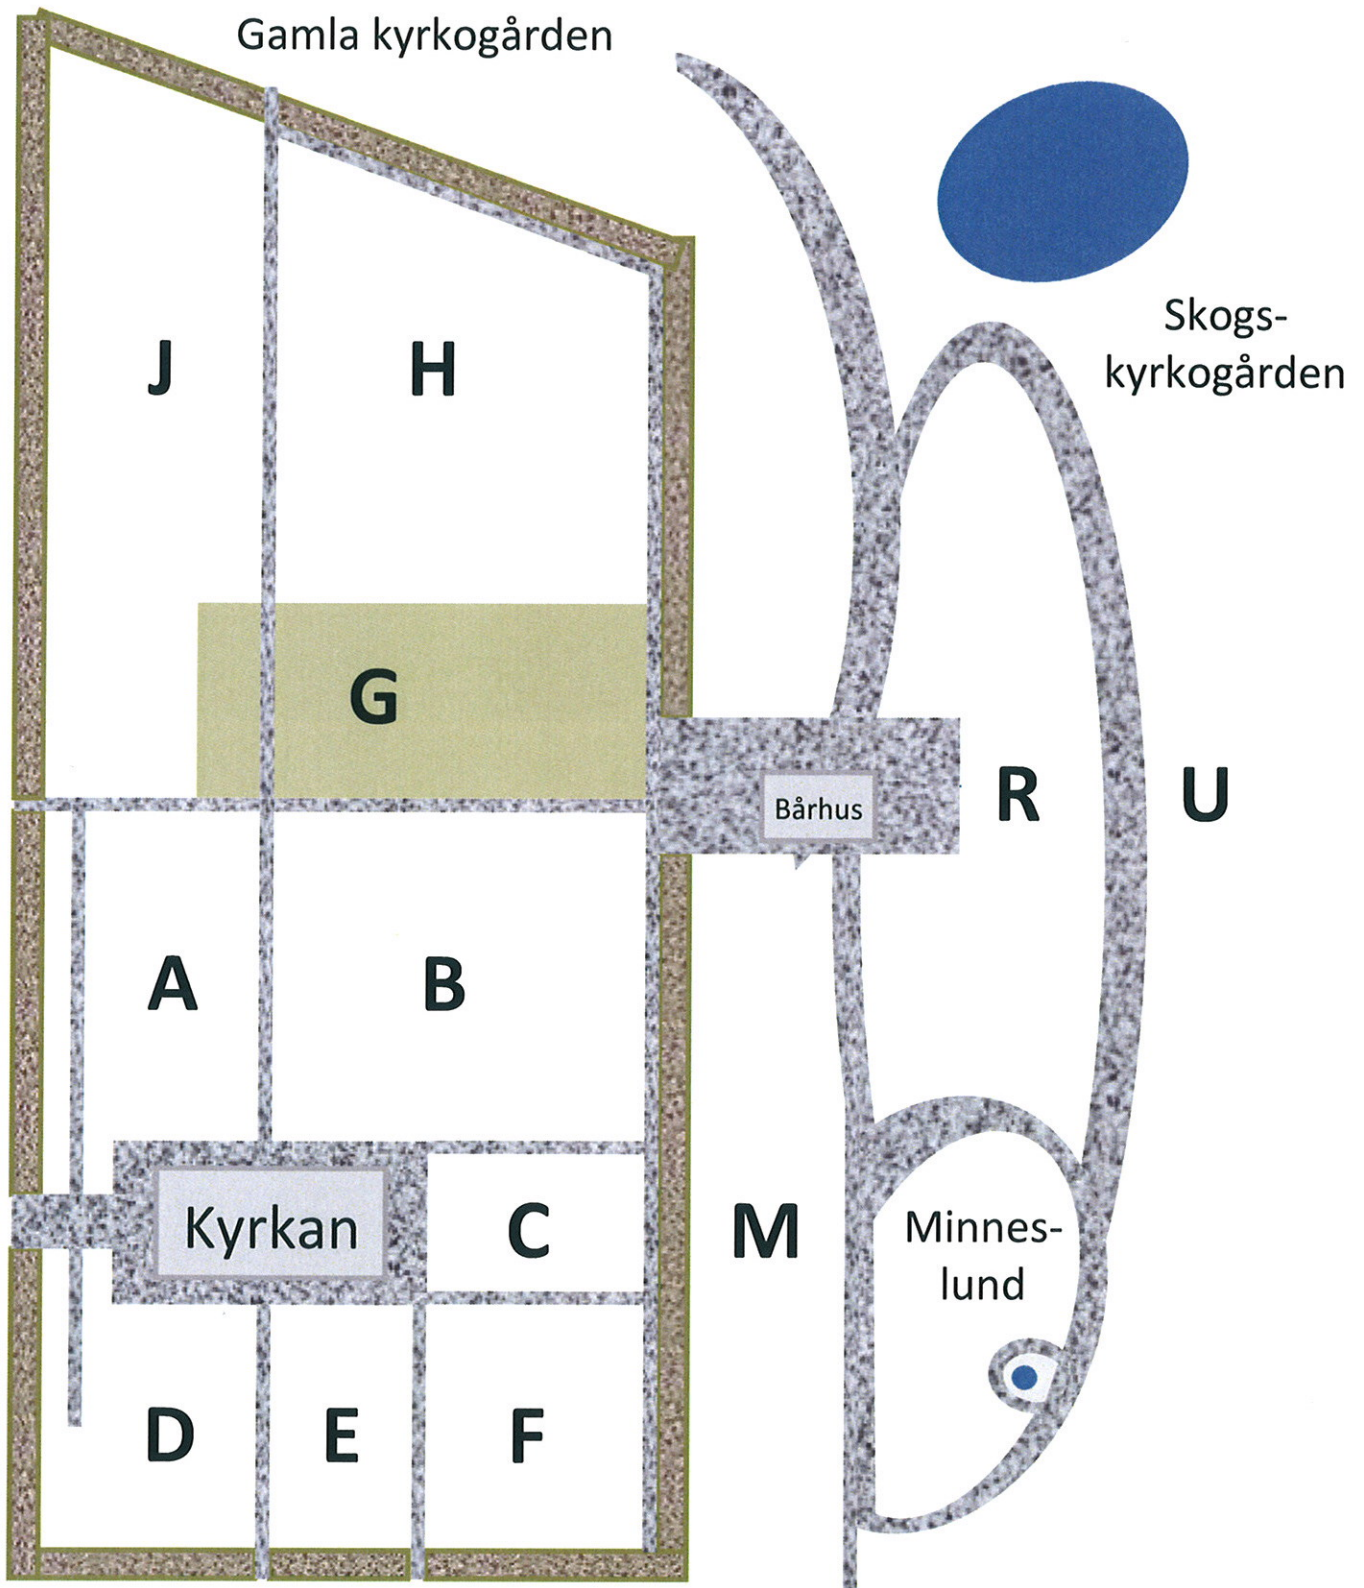 Gamla kyrkogården
Skogs-
kyrkogården
J
H
G
Bårhus
R
U
A
B
Kyrkan
C
M
Minnes-
lund
D
E
F